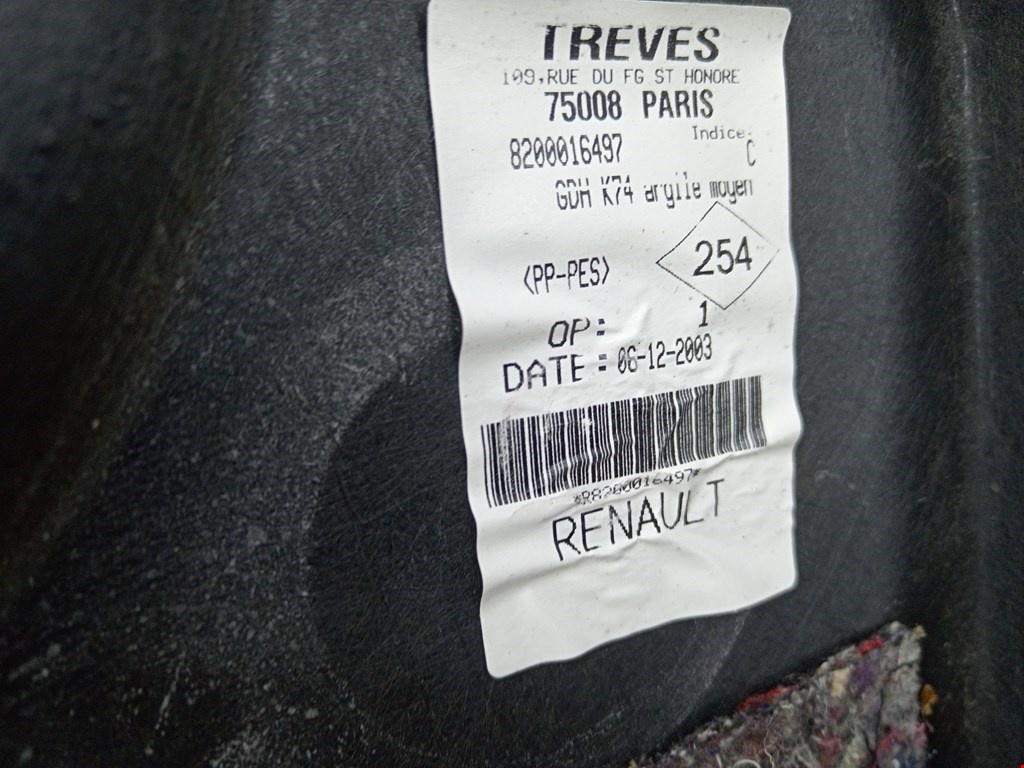 TREVES
109,RUE DU FG ST HONORE
75008 PARIS
Indice:
8200016497 C
GDH K74 argile moyen
254
<PP-PES>
OP: 1
DATE : 06-12-2003
*R8200016497*
RENAULT